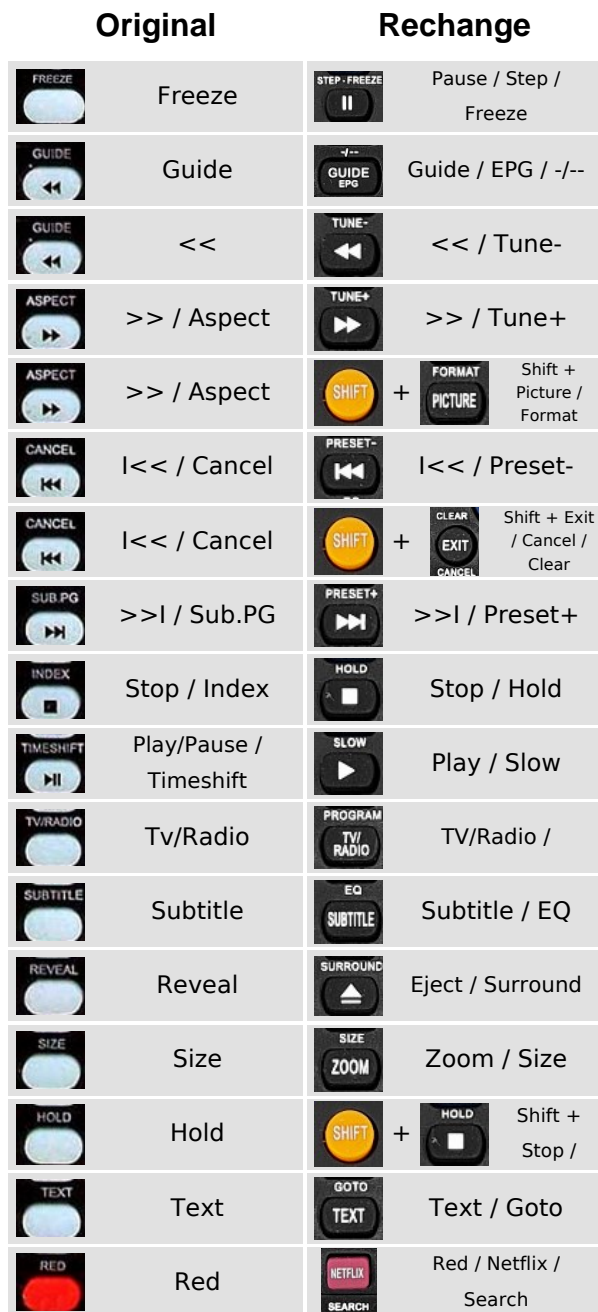 Original Rechange
FREEZE Freeze STEP-FREEZE Pause / Step /
Freeze
GUIDE Guide -/-- GUIDE EPG Guide / EPG / -/--
GUIDE << TUNE- << / Tune-
ASPECT >> / Aspect TUNE+ >> / Tune+
ASPECT >> / Aspect SHIFT + FORMAT PICTURE Shift +
Picture /
Format
CANCEL I<< / Cancel PRESET- I<< / Preset-
CANCEL I<< / Cancel SHIFT + CLEAR EXIT CANCEL Shift + Exit
/ Cancel /
Clear
SUB.PG >>I / Sub.PG PRESET+ >>I / Preset+
INDEX Stop / Index HOLD Stop / Hold
TIMESHIFT Play/Pause /
Timeshift SLOW Play / Slow
TV/RADIO Tv/Radio PROGRAM TV/ RADIO TV/Radio /
SUBTITLE Subtitle EQ SUBTITLE Subtitle / EQ
REVEAL Reveal SURROUND Eject / Surround
SIZE Size SIZE ZOOM Zoom / Size
HOLD Hold SHIFT + HOLD Shift +
Stop /
TEXT Text GOTO TEXT Text / Goto
RED Red NETFLIX SEARCH Red / Netflix /
Search